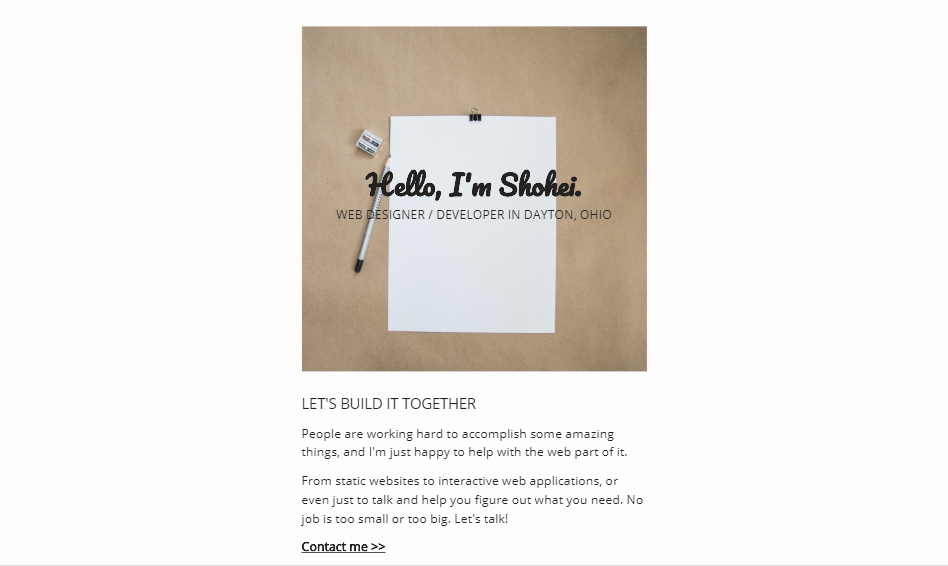 Hello, I'm Shohei.
WEB DESIGNER / DEVELOPER IN DAYTON, OHIO
LET'S BUILD IT TOGETHER
People are working hard to accomplish some amazing
things, and I'm just happy to help with the web part of it.
From static websites to interactive web applications, or
even just to talk and help you figure out what you need. No
job is too small or too big. Let's talk!
Contact me >>